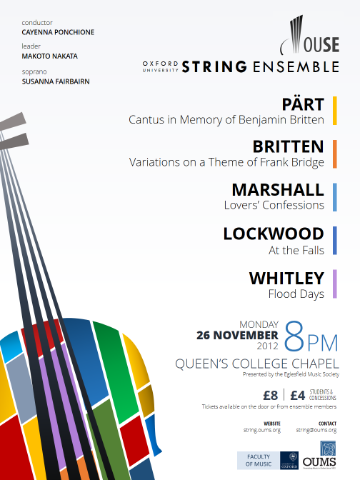 conductor
CAYENNA PONCHIONE
leader
MAKOTO NAKATA
soprano
SUSANNA FAIRBAIRN
OUSE
OXFORD UNIVERSITY STRING ENSEMBLE
PÄRT
Cantus in Memory of Benjamin Britten
BRITTEN
Variations on a Theme of Frank Bridge
MARSHALL
Lovers' Confessions
LOCKWOOD
At the Falls
WHITLEY
Flood Days
MONDAY
26 NOVEMBER
2012
8PM
QUEEN'S COLLEGE CHAPEL
Presented by the Eglesfield Music Society
£8 | £4 STUDENTS & CONCESSIONS
Tickets available on the door or from ensemble members
WEBSITE
string.oums.org
CONTACT
string@oums.org
FACULTY
OF MUSIC
OXFORD
OUMS